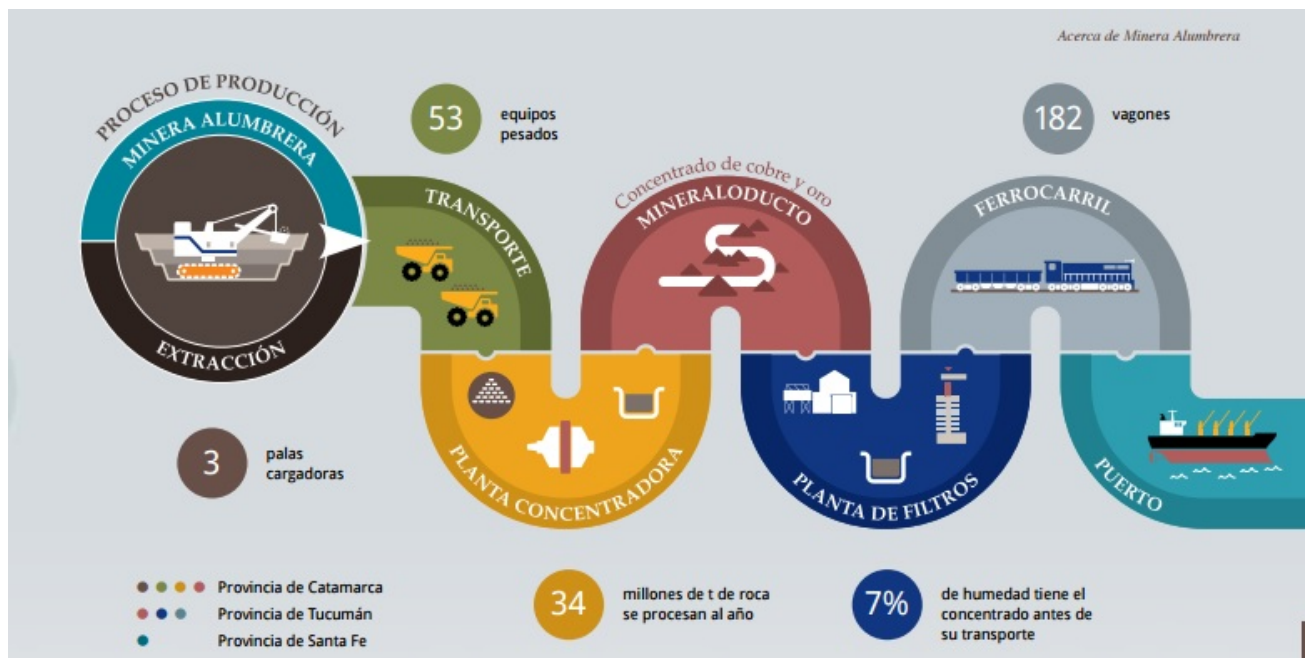 Acerca de Minera Alumbrera
PROCESO DE PRODUCCIÓN
MINERA ALUMBRERA
EXTRACCIÓN
3
palas
cargadoras
53
equipos
pesados
TRANSPORTE
PLANTA CONCENTRADORA
34
millones de t de roca
se procesan al año
Concentrado de cobre y oro
MINERALODUCTO
PLANTA DE FILTROS
7%
de humedad tiene el
concentrado antes de
su transporte
182
vagones
FERROCARRIL
PUERTO
Provincia de Catamarca
Provincia de Tucumán
Provincia de Santa Fe